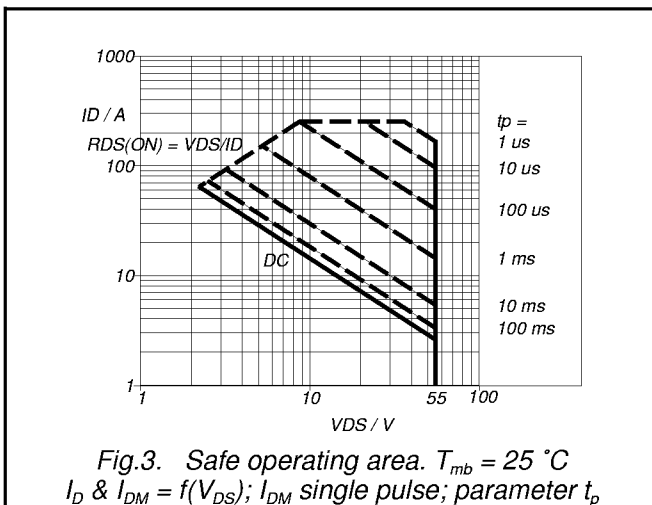 1000
ID / A
RDS(ON) = VDS/ID
100
10
1
DC
tp =
1 us
10 us
100 us
1 ms
10 ms
100 ms
1
10
55
100
VDS / V
Fig.3. Safe operating area. Tmb = 25 ˚C
ID & IDM = f(VDS); IDM single pulse; parameter tp